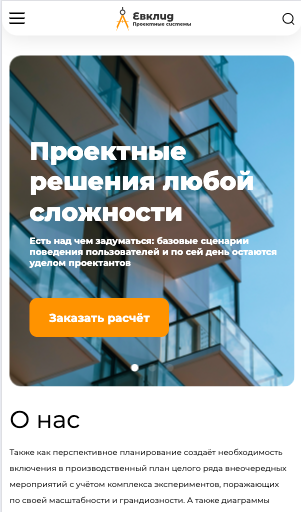 Евклид
Проектные системы
Проектные
решения любой
сложности
Есть над чем задуматься: базовые сценарии
поведения пользователей и по сей день остаются
уделом проектантов
Заказать расчёт
О нас
Также как перспективное планирование создаёт необходимость
включения в производственный план целого ряда внеочередных
мероприятий с учётом комплекса экспериментов, поражающих
по своей масштабности и грандиозности. А также диаграммы